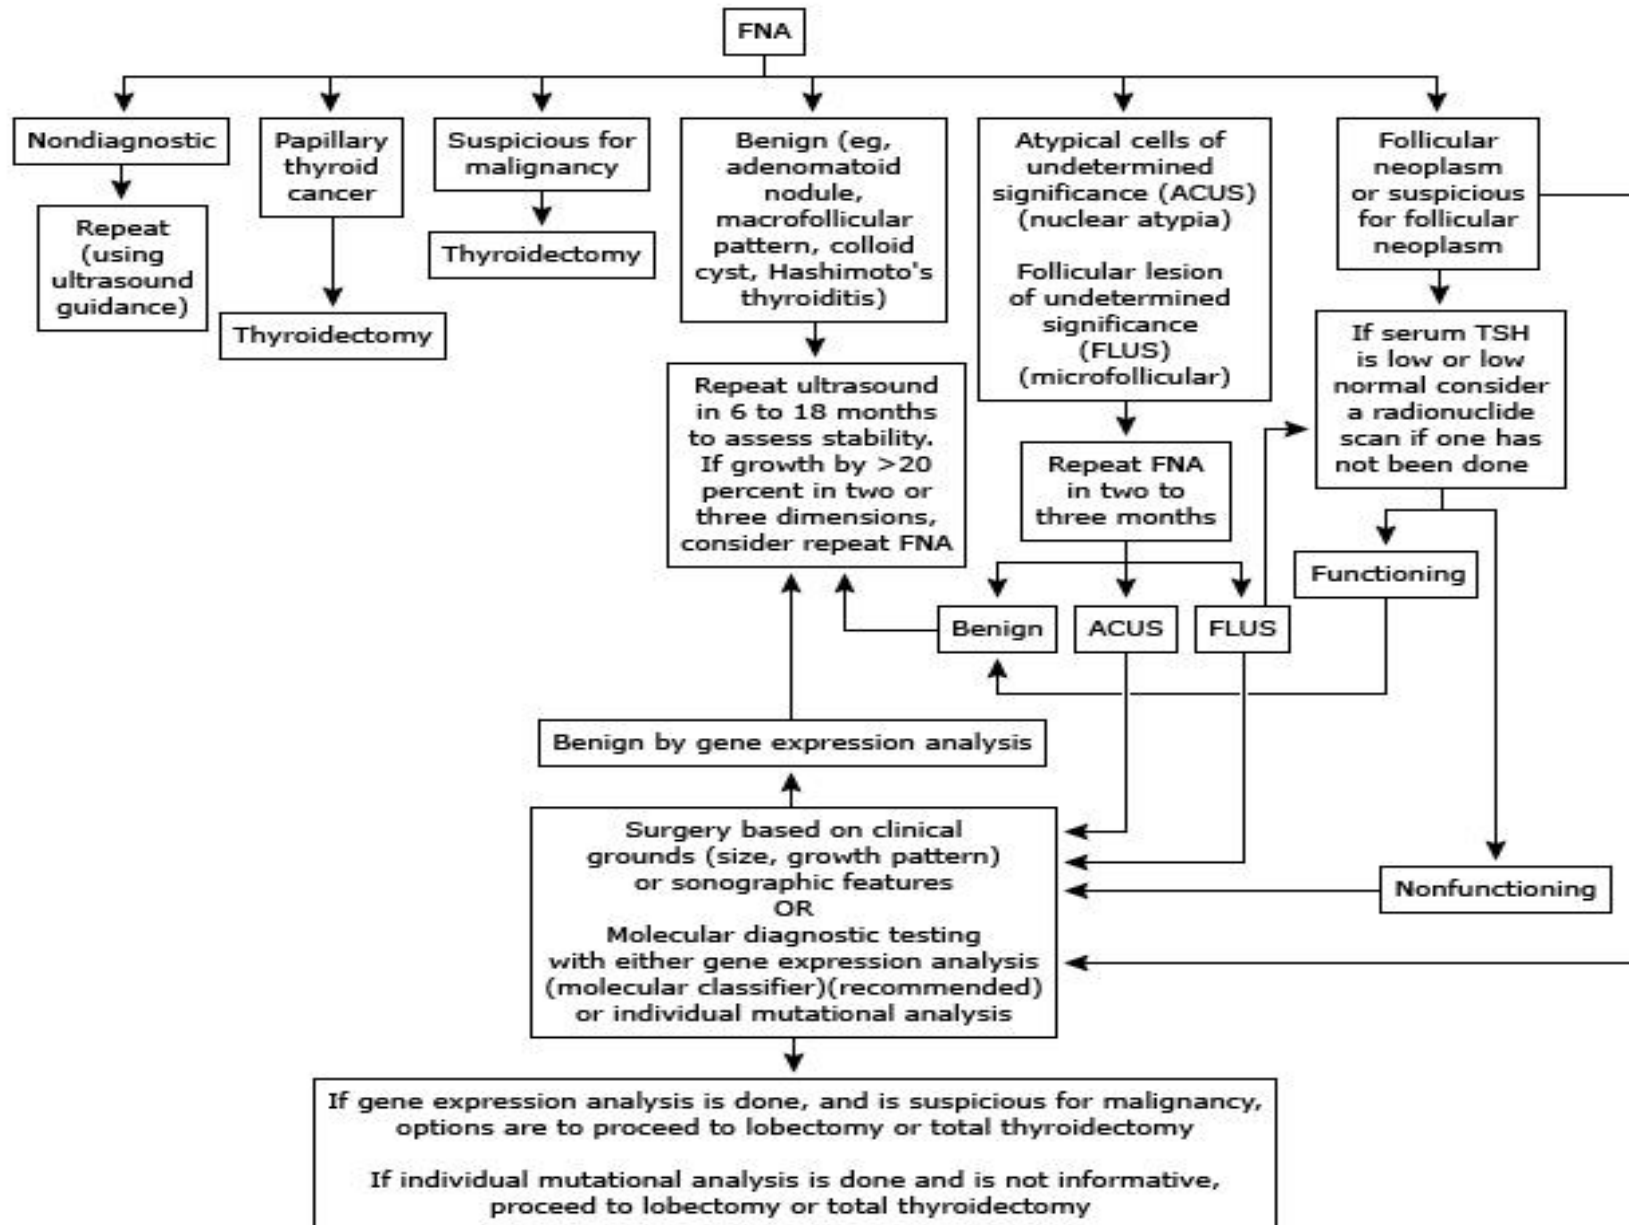 FNA
Nondiagnostic
Repeat
(using
ultrasound
guidance)
Papillary
thyroid
cancer
Thyroidectomy
Suspicious for
malignancy
Thyroidectomy
Benign (eg,
adenomatoid
nodule,
macrofollicular
pattern, colloid
cyst, Hashimoto's
thyroiditis)
Repeat ultrasound
in 6 to 18 months
to assess stability.
If growth by >20
percent in two or
three dimensions,
consider repeat FNA
Atypical cells of
undetermined
significance (ACUS)
(nuclear atypia)
Follicular lesion
of undetermined
significance
(FLUS)
(microfollicular)
Repeat FNA
in two to
three months
Benign
ACUS
FLUS
Follicular
neoplasm
or suspicious
for follicular
neoplasm
If serum TSH
is low or low
normal consider
a radionuclide
scan if one has
not been done
Functioning
Nonfunctioning
Benign by gene expression analysis
Surgery based on clinical
grounds (size, growth pattern)
or sonographic features
OR
Molecular diagnostic testing
with either gene expression analysis
(molecular classifier)(recommended)
or individual mutational analysis
If gene expression analysis is done, and is suspicious for malignancy,
options are to proceed to lobectomy or total thyroidectomy
If individual mutational analysis is done and is not informative,
proceed to lobectomy or total thyroidectomy